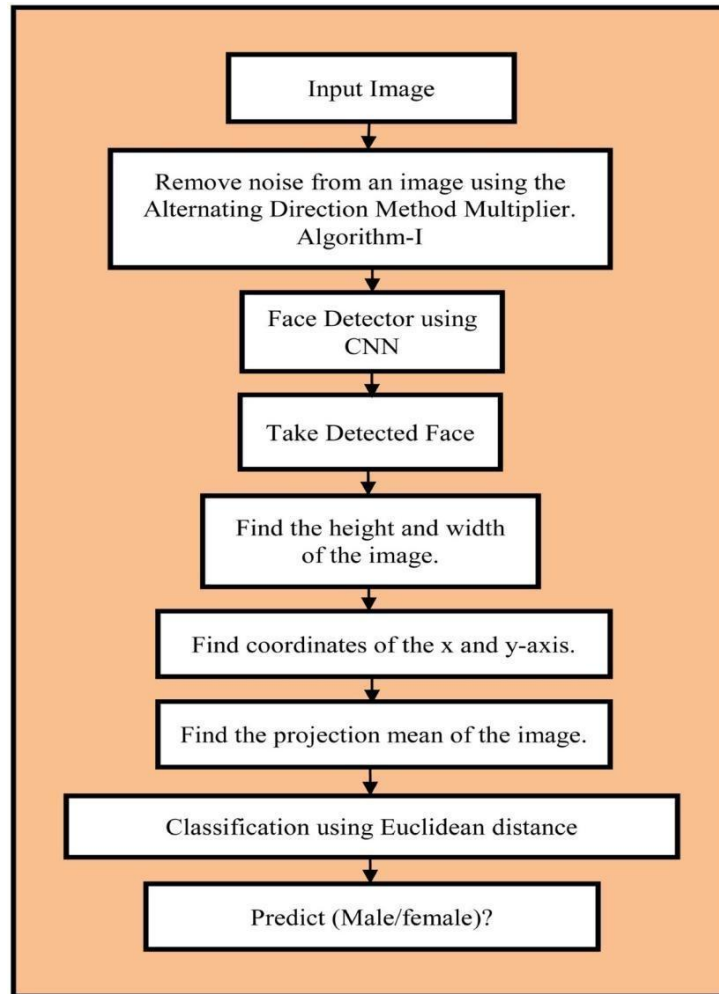 Input Image
Remove noise from an image using the
Alternating Direction Method Multiplier.
Algorithm-I
Face Detector using
CNN
Take Detected Face
Find the height and width
of the image.
Find coordinates of the x and y-axis.
Find the projection mean of the image.
Classification using Euclidean distance
Predict (Male/female)?